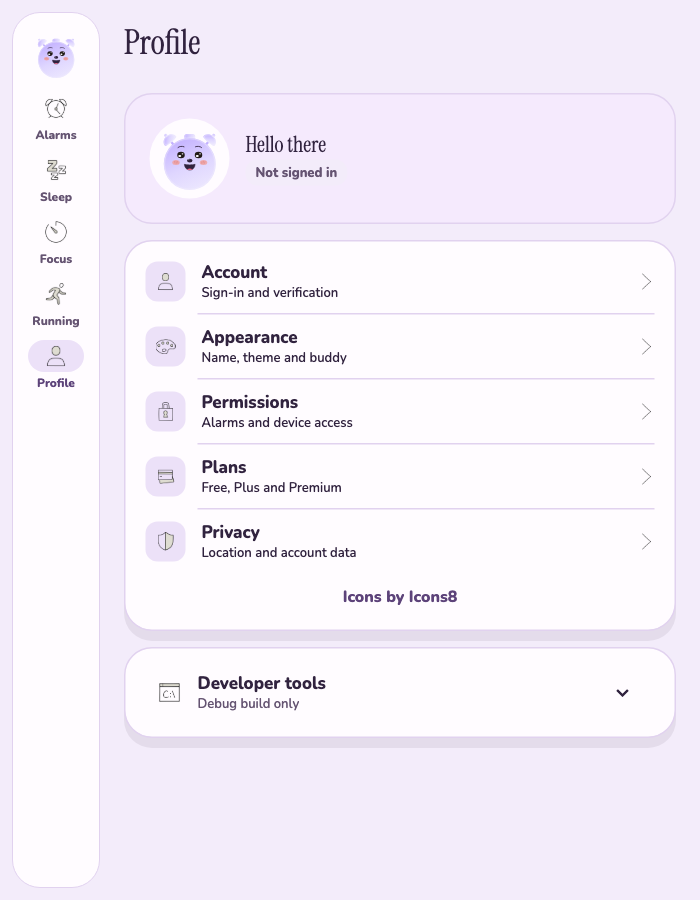 Profile
Alarms
Sleep
Focus
Running
Profile
Hello there
Not signed in
Account
Sign-in and verification
Appearance
Name, theme and buddy
Permissions
Alarms and device access
Plans
Free, Plus and Premium
Privacy
Location and account data
Icons by Icons8
C:\
Developer tools
Debug build only